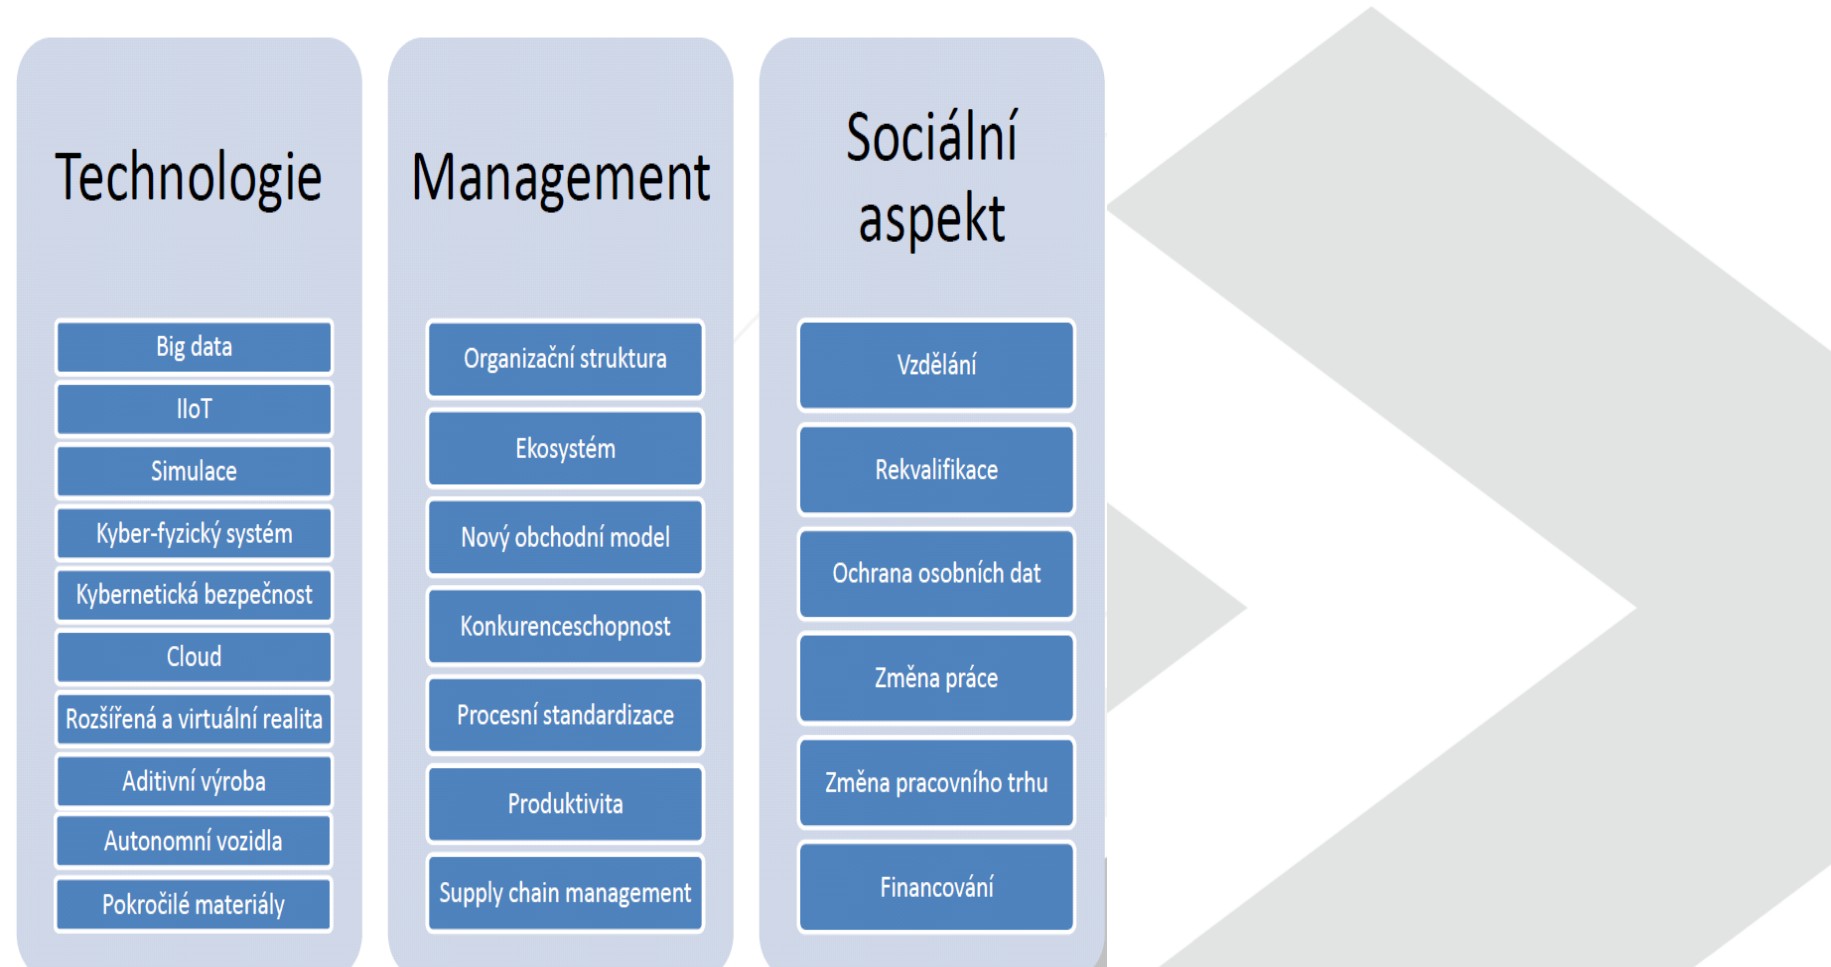 Technologie
Big data
IIoT
Simulace
Kyber-fyzický systém
Kybernetická bezpečnost
Cloud
Rozšířená a virtuální realita
Aditivní výroba
Autonomní vozidla
Pokročilé materiály
Management
Organizační struktura
Ekosystém
Nový obchodní model
Konkurenceschopnost
Procesní standardizace
Produktivita
Supply chain management
Sociální
aspekt
Vzdělání
Rekvalifikace
Ochrana osobních dat
Změna práce
Změna pracovního trhu
Financování